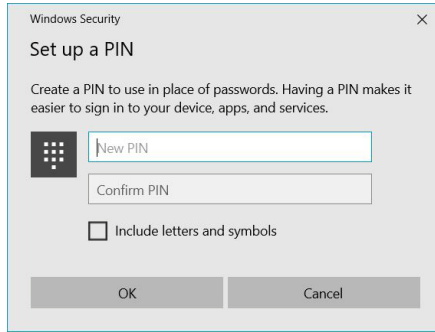 Windows Security
Set up a PIN
Create a PIN to use in place of passwords. Having a PIN makes it
easier to sign in to your device, apps, and services.
New PIN
Confirm PIN
Include letters and symbols
OK Cancel